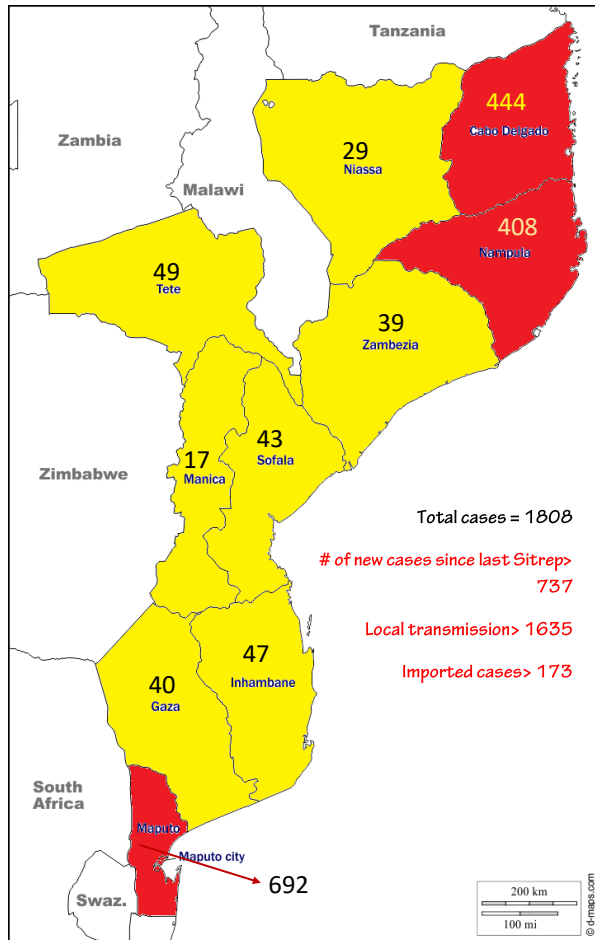 Tanzania
444
Cabo Delgado
Zambia
29
Niassa
Malawi
408
Nampula
49
Tete
39
Zambezia
43
Sofala
17
Manica
Zimbabwe
Total cases = 1808
# of new cases since last Sitrep>
737
Local transmission> 1635
47
Inhambane
Imported cases> 173
40
Gaza
South
Africa
Maputo
Maputo city
692
Swaz.
200 km
100 mi
© d-maps.com